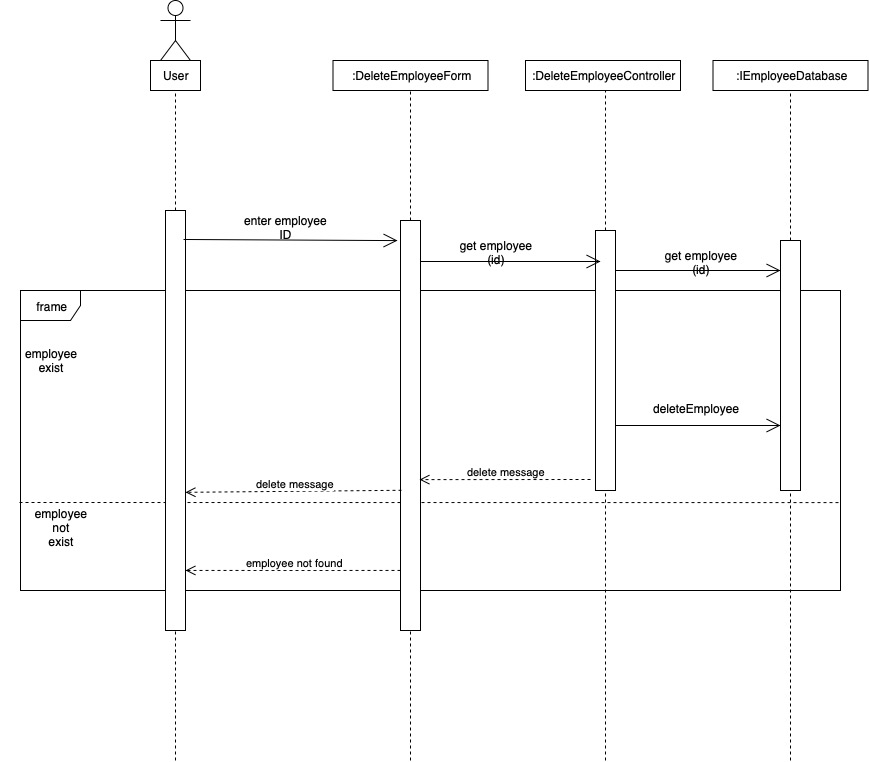 User
:DeleteEmployeeForm
:DeleteEmployeeController
:IEmployeeDatabase
enter employee
ID
get employee
(id)
get employee
(id)
frame
employee
exist
deleteEmployee
delete message
delete message
employee
not
exist
employee not found